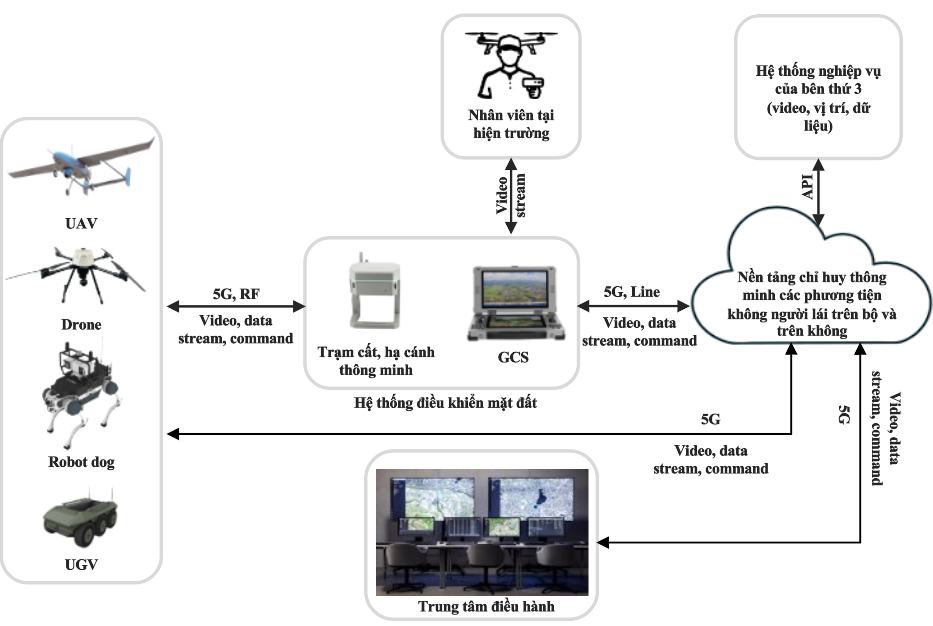 Nhân viên tại
hiện trường
Hệ thống nghiệp vụ
của bên thứ 3
(video, vị trí, dữ
liệu)
Video
stream
API
UAV
Drone
Robot dog
UGV
5G, RF
Video, data
stream, command
Trạm cất, hạ cánh
thông minh
GCS
Hệ thống điều khiển mặt đất
5G, Line
Video, data
stream, command
Nền tảng chỉ huy thông
minh các phương tiện
không người lái trên bộ và
trên không
5G
Video, data
stream, command
5G
Video, data
stream, command
Trung tâm điều hành